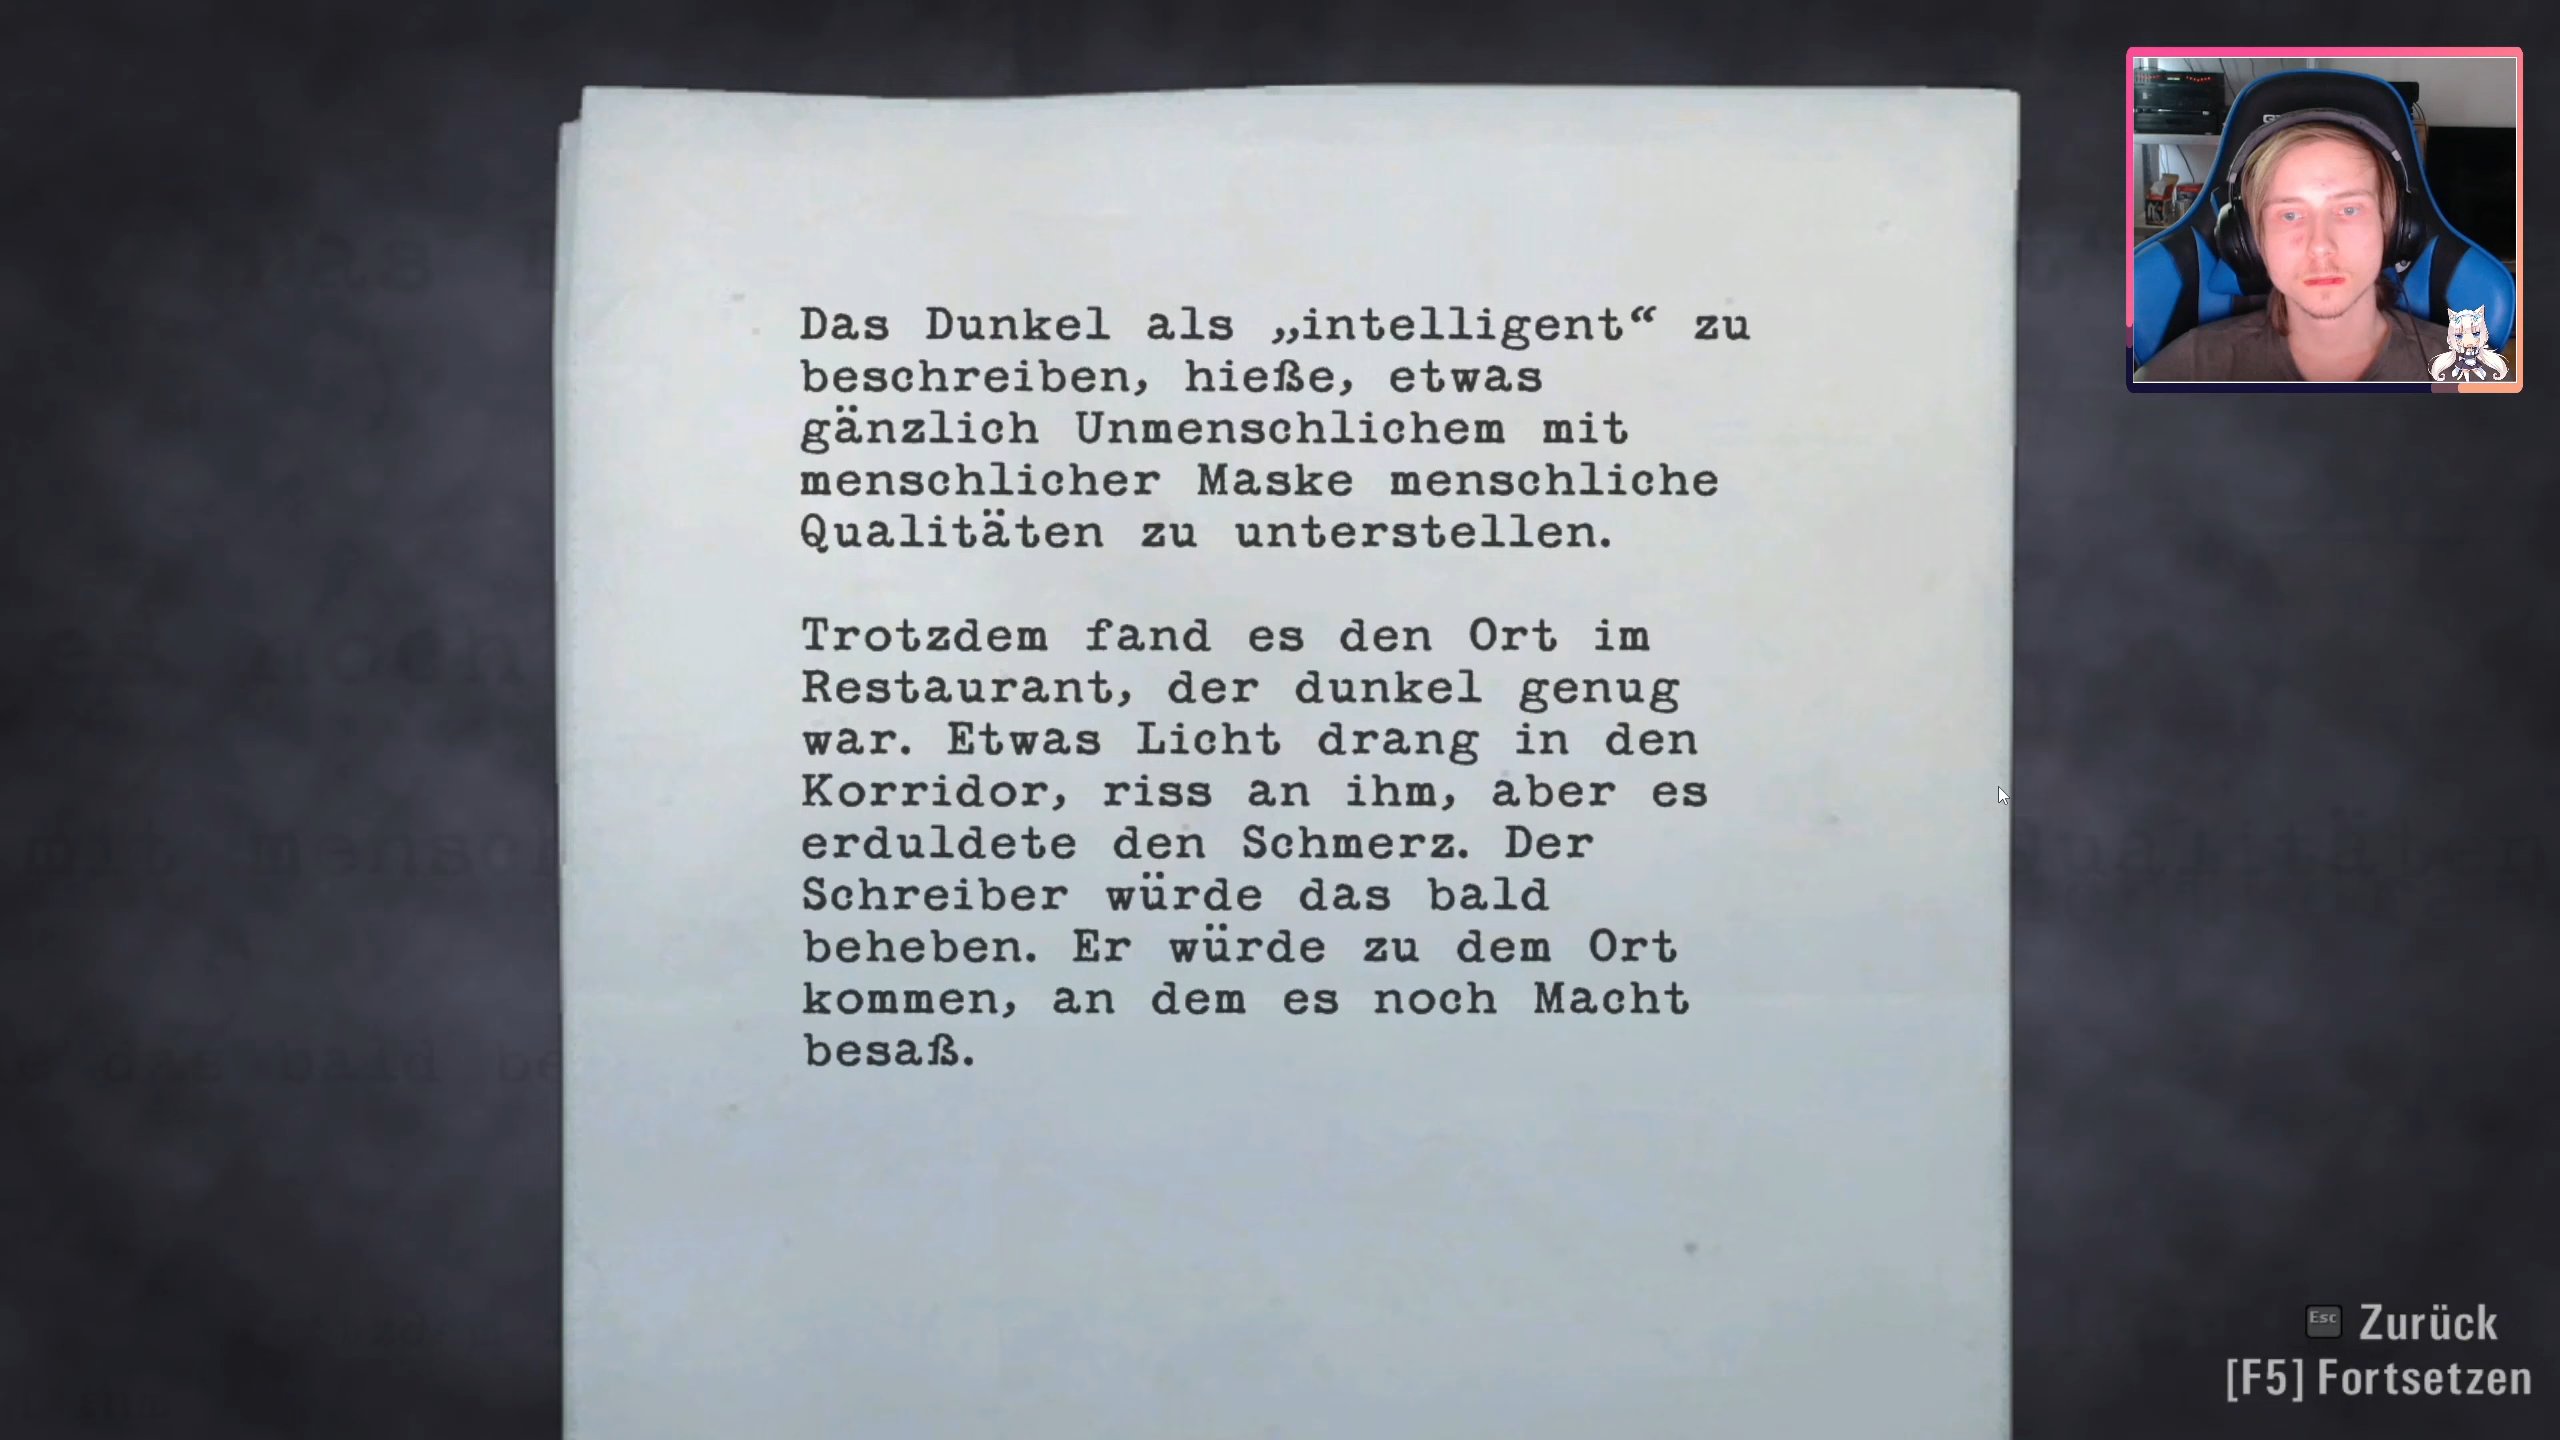 Das Dunkel als „intelligent“ zu
beschreiben, hieße, etwas
gänzlich Unmenschlichem mit
menschlicher Maske menschliche
Qualitäten zu unterstellen.
Trotzdem fand es den Ort im
Restaurant, der dunkel genug
war. Etwas Licht drang in den
Korridor, riss an ihm, aber es
erduldete den Schmerz. Der
Schreiber würde das bald
beheben. Er würde zu dem Ort
kommen, an dem es noch Macht
besaß.
Esc Zurück
[F5] Fortsetzen